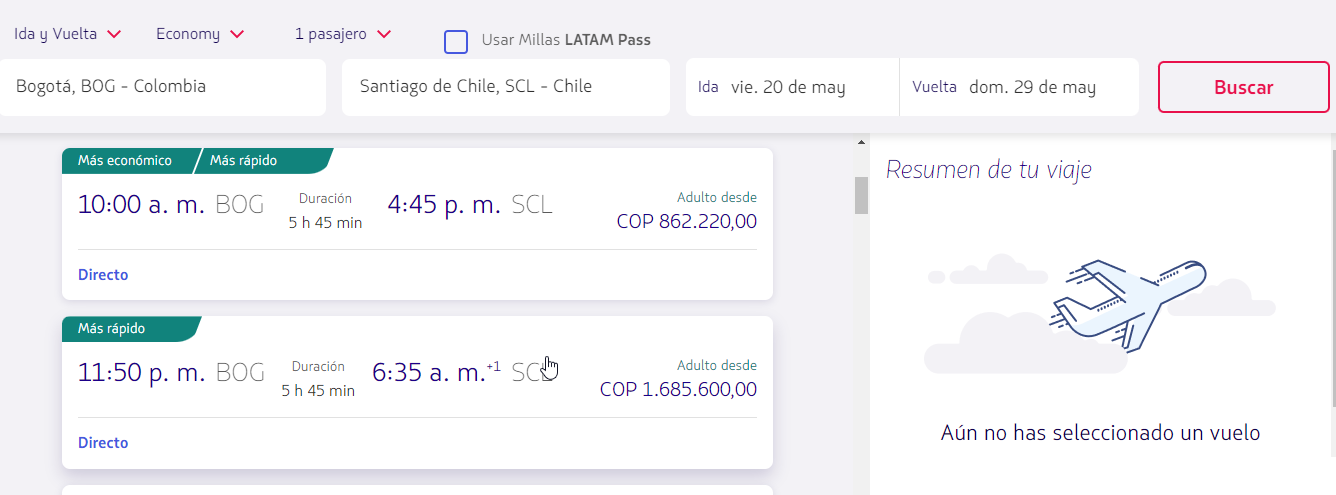 Ida y Vuelta Economy 1 pasajero Usar Millas LATAM Pass
Bogotá, BOG - Colombia Santiago de Chile, SCL - Chile Ida vie. 20 de may Vuelta dom. 29 de may Buscar
Más económico Más rápido
10:00 a. m. BOG Duración 5 h 45 min 4:45 p. m. SCL Adulto desde COP 862.220,00
Directo
Más rápido
11:50 p. m. BOG Duración 5 h 45 min 6:35 a. m.+1 SCL Adulto desde COP 1.685.600,00
Directo
Resumen de tu viaje
Aún no has seleccionado un vuelo